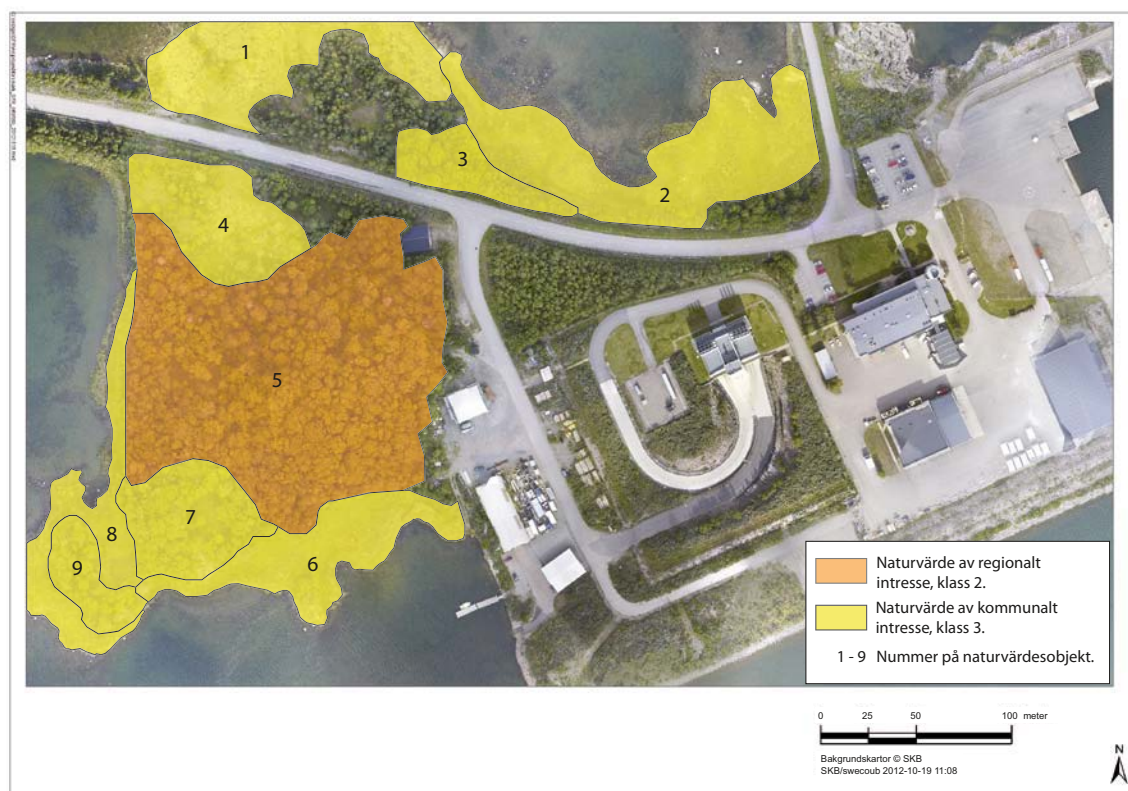 1
2
3
4
5
6
7
8
9
Naturvärde av regionalt
intresse, klass 2.
Naturvärde av kommunalt
intresse, klass 3.
1 - 9 Nummer på naturvärdesobjekt.
0 25 50 100 meter
Bakgrundskartor © SKB
SKB/swecoub 2012-10-19 11:08
N